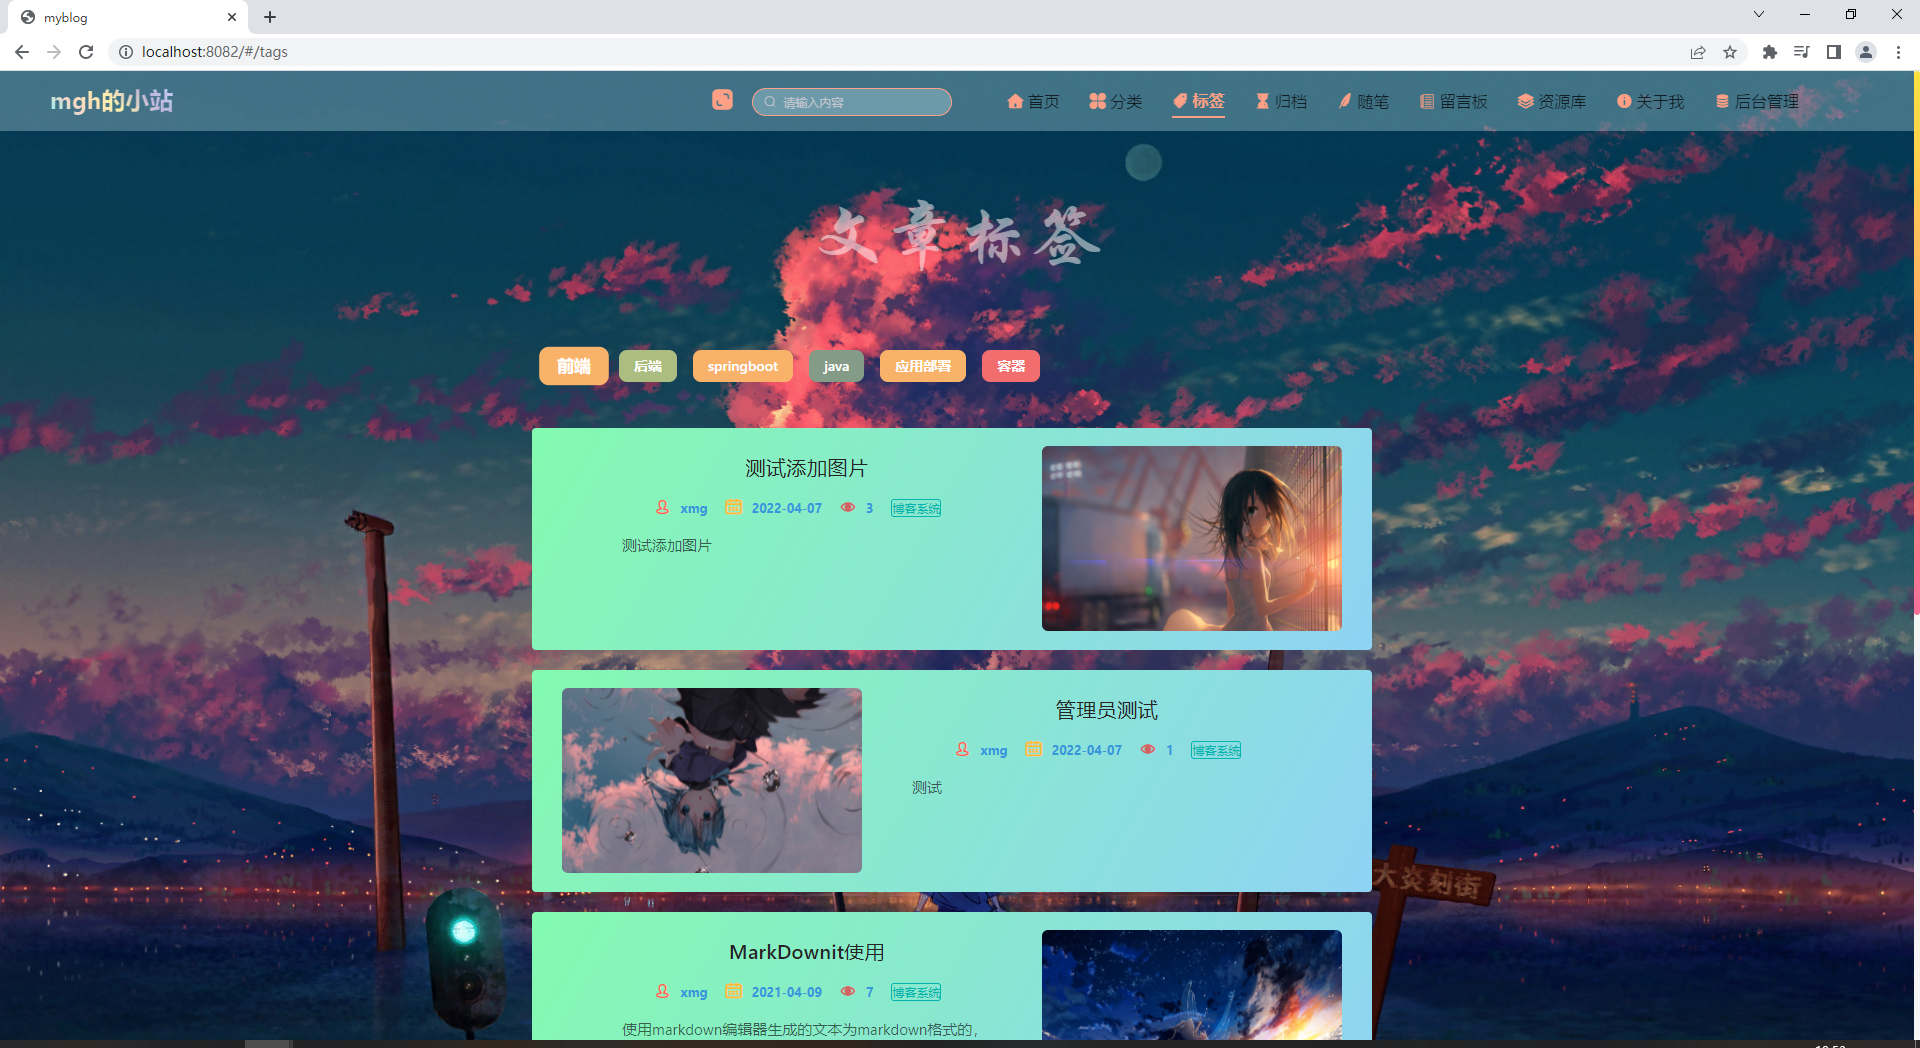 myblog
localhost:8082/#/tags
mgh的小站
请输入内容
首页 分类 标签 归档 随笔 留言板 资源库 关于我 后台管理
文章标签
前端 后端 springboot java 应用部署 容器
测试添加图片
xmg 2022-04-07 3 博客系统
测试添加图片
管理员测试
xmg 2022-04-07 1 博客系统
测试
大炎刻街
MarkDownit使用
xmg 2021-04-09 7 博客系统
使用markdown编辑器生成的文本为markdown格式的，